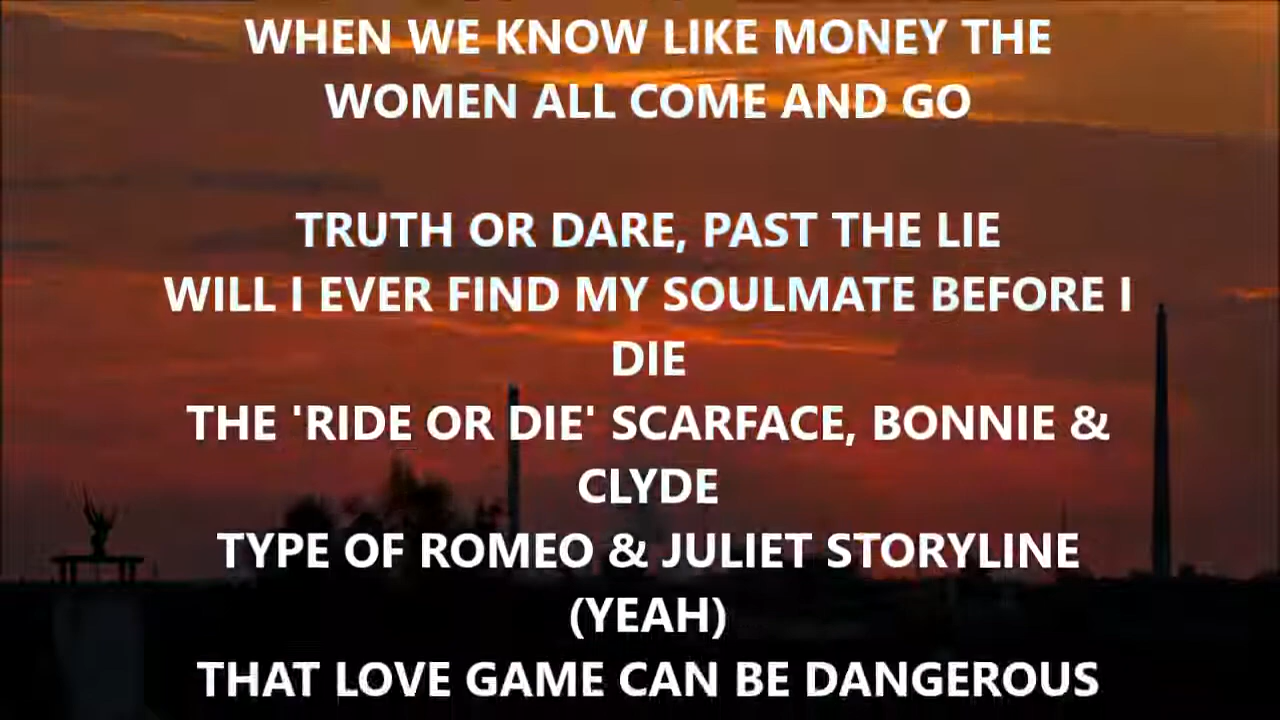 WHEN WE KNOW LIKE MONEY THE
WOMEN ALL COME AND GO
TRUTH OR DARE, PAST THE LIE
WILL I EVER FIND MY SOULMATE BEFORE I
DIE
THE 'RIDE OR DIE' SCARFACE, BONNIE &
CLYDE
TYPE OF ROMEO & JULIET STORYLINE
(YEAH)
THAT LOVE GAME CAN BE DANGEROUS